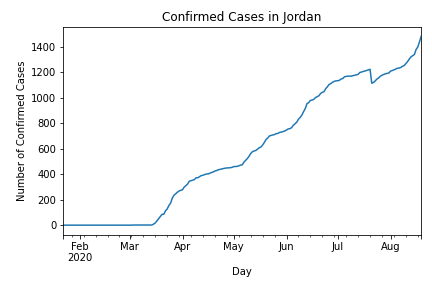 Confirmed Cases in Jordan
Number of Confirmed Cases
1400
1200
1000
800
600
400
200
0
Feb Mar Apr May Jun Jul Aug
2020
Day